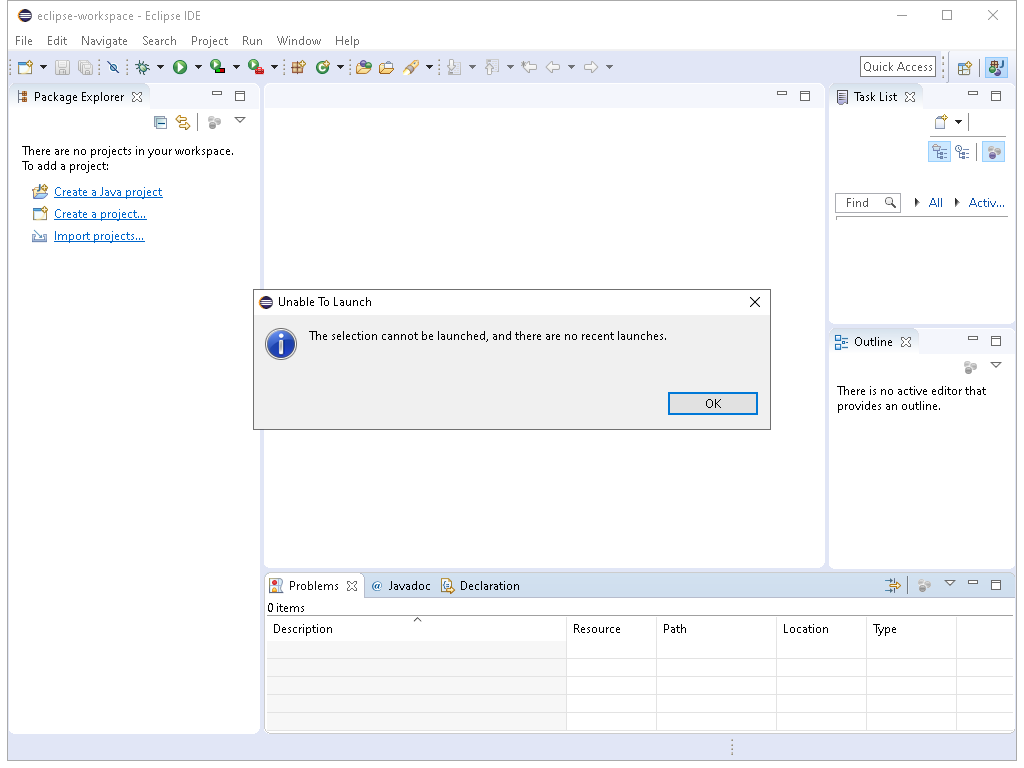 eclipse-workspace - Eclipse IDE
File Edit Navigate Search Project Run Window Help
Quick Access
Package Explorer
There are no projects in your workspace.
To add a project:
Create a Java project
Create a project...
Import projects...
Task List
Find All Activ...
Unable To Launch
The selection cannot be launched, and there are no recent launches.
OK
Outline
There is no active editor that
provides an outline.
Problems @ Javadoc Declaration
0 items
Description Resource Path Location Type